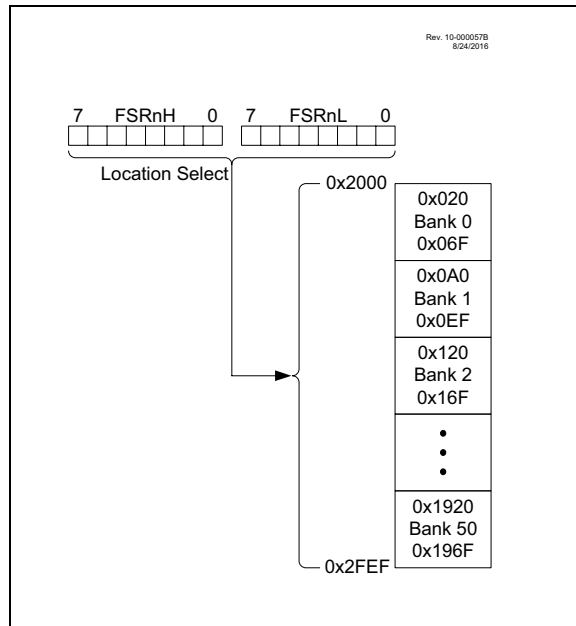 Rev. 10-000057B
8/24/2016
7 FSRnH 0 7 FSRnL 0
Location Select
0x2000
0x020
Bank 0
0x06F
0x0A0
Bank 1
0x0EF
0x120
Bank 2
0x16F
0x1920
Bank 50
0x196F
0x2FEF